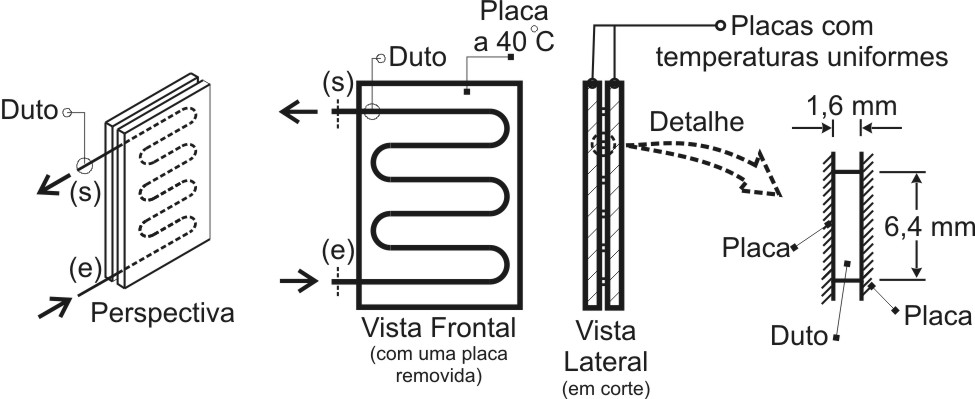 Duto
(s)
(e)
Perspectiva
Placa
a 40°C
Duto
(s)
(e)
Vista Frontal
(com uma placa
removida)
Placas com
temperaturas uniformes
Vista
Lateral
(em corte)
Detalhe
1,6 mm
6,4 mm
Placa
Duto
Placa